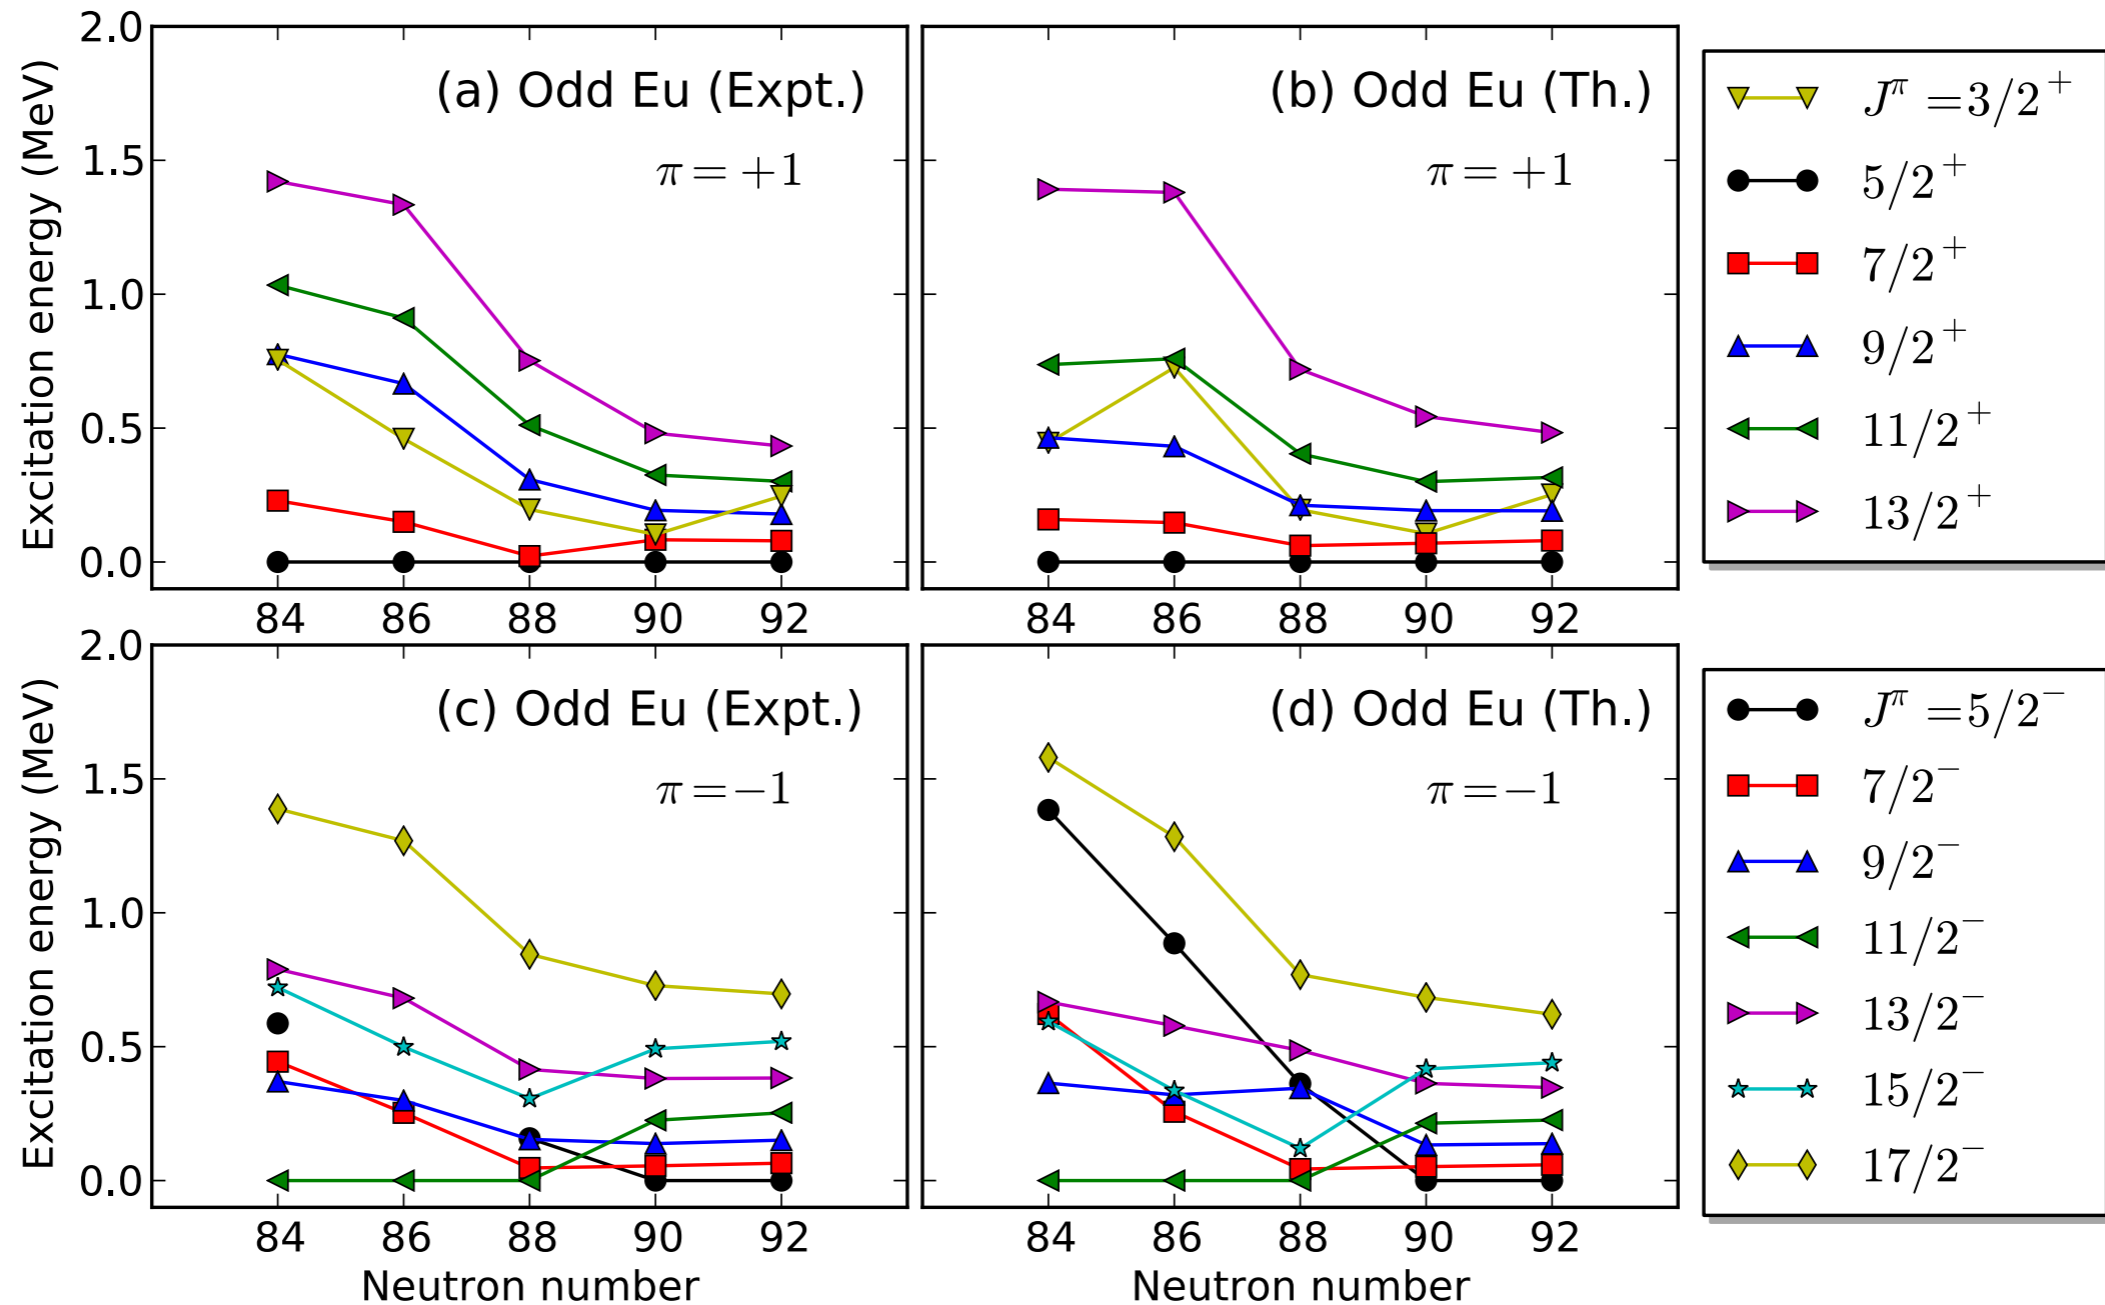 Excitation energy (MeV)
2.0
1.5
1.0
0.5
0.0
(a) Odd Eu (Expt.)
π = +1
84 86 88 90 92
(b) Odd Eu (Th.)
π = +1
84 86 88 90 92
J^π = 3/2⁺
5/2⁺
7/2⁺
9/2⁺
11/2⁺
13/2⁺
Excitation energy (MeV)
2.0
1.5
1.0
0.5
0.0
(c) Odd Eu (Expt.)
π = −1
84 86 88 90 92
Neutron number
(d) Odd Eu (Th.)
π = −1
84 86 88 90 92
Neutron number
J^π = 5/2⁻
7/2⁻
9/2⁻
11/2⁻
13/2⁻
15/2⁻
17/2⁻